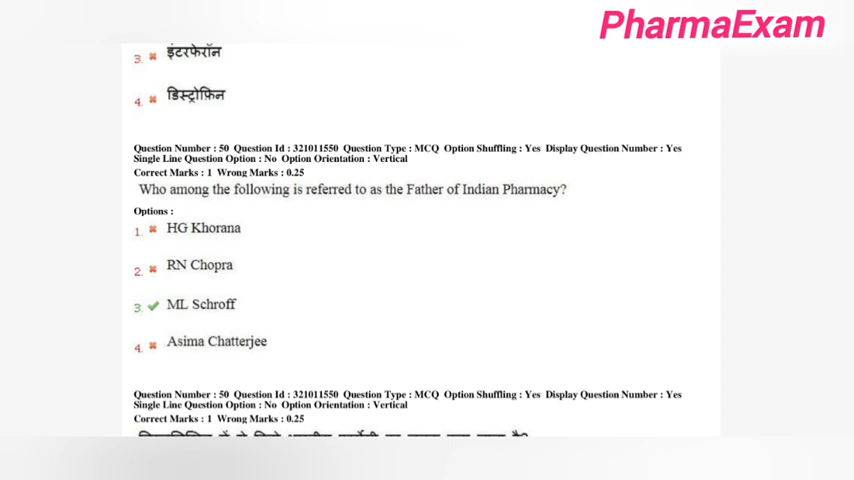 PharmaExam
3. इंटरफेरॉन
4. डिस्ट्रोफ़िन
Question Number : 50 Question Id : 321011550 Question Type : MCQ Option Shuffling : Yes Display Question Number : Yes
Single Line Question Option : No Option Orientation : Vertical
Correct Marks : 1 Wrong Marks : 0.25
Who among the following is referred to as the Father of Indian Pharmacy?
Options :
1. HG Khorana
2. RN Chopra
3. ML Schroff
4. Asima Chatterjee
Question Number : 50 Question Id : 321011550 Question Type : MCQ Option Shuffling : Yes Display Question Number : Yes
Single Line Question Option : No Option Orientation : Vertical
Correct Marks : 1 Wrong Marks : 0.25